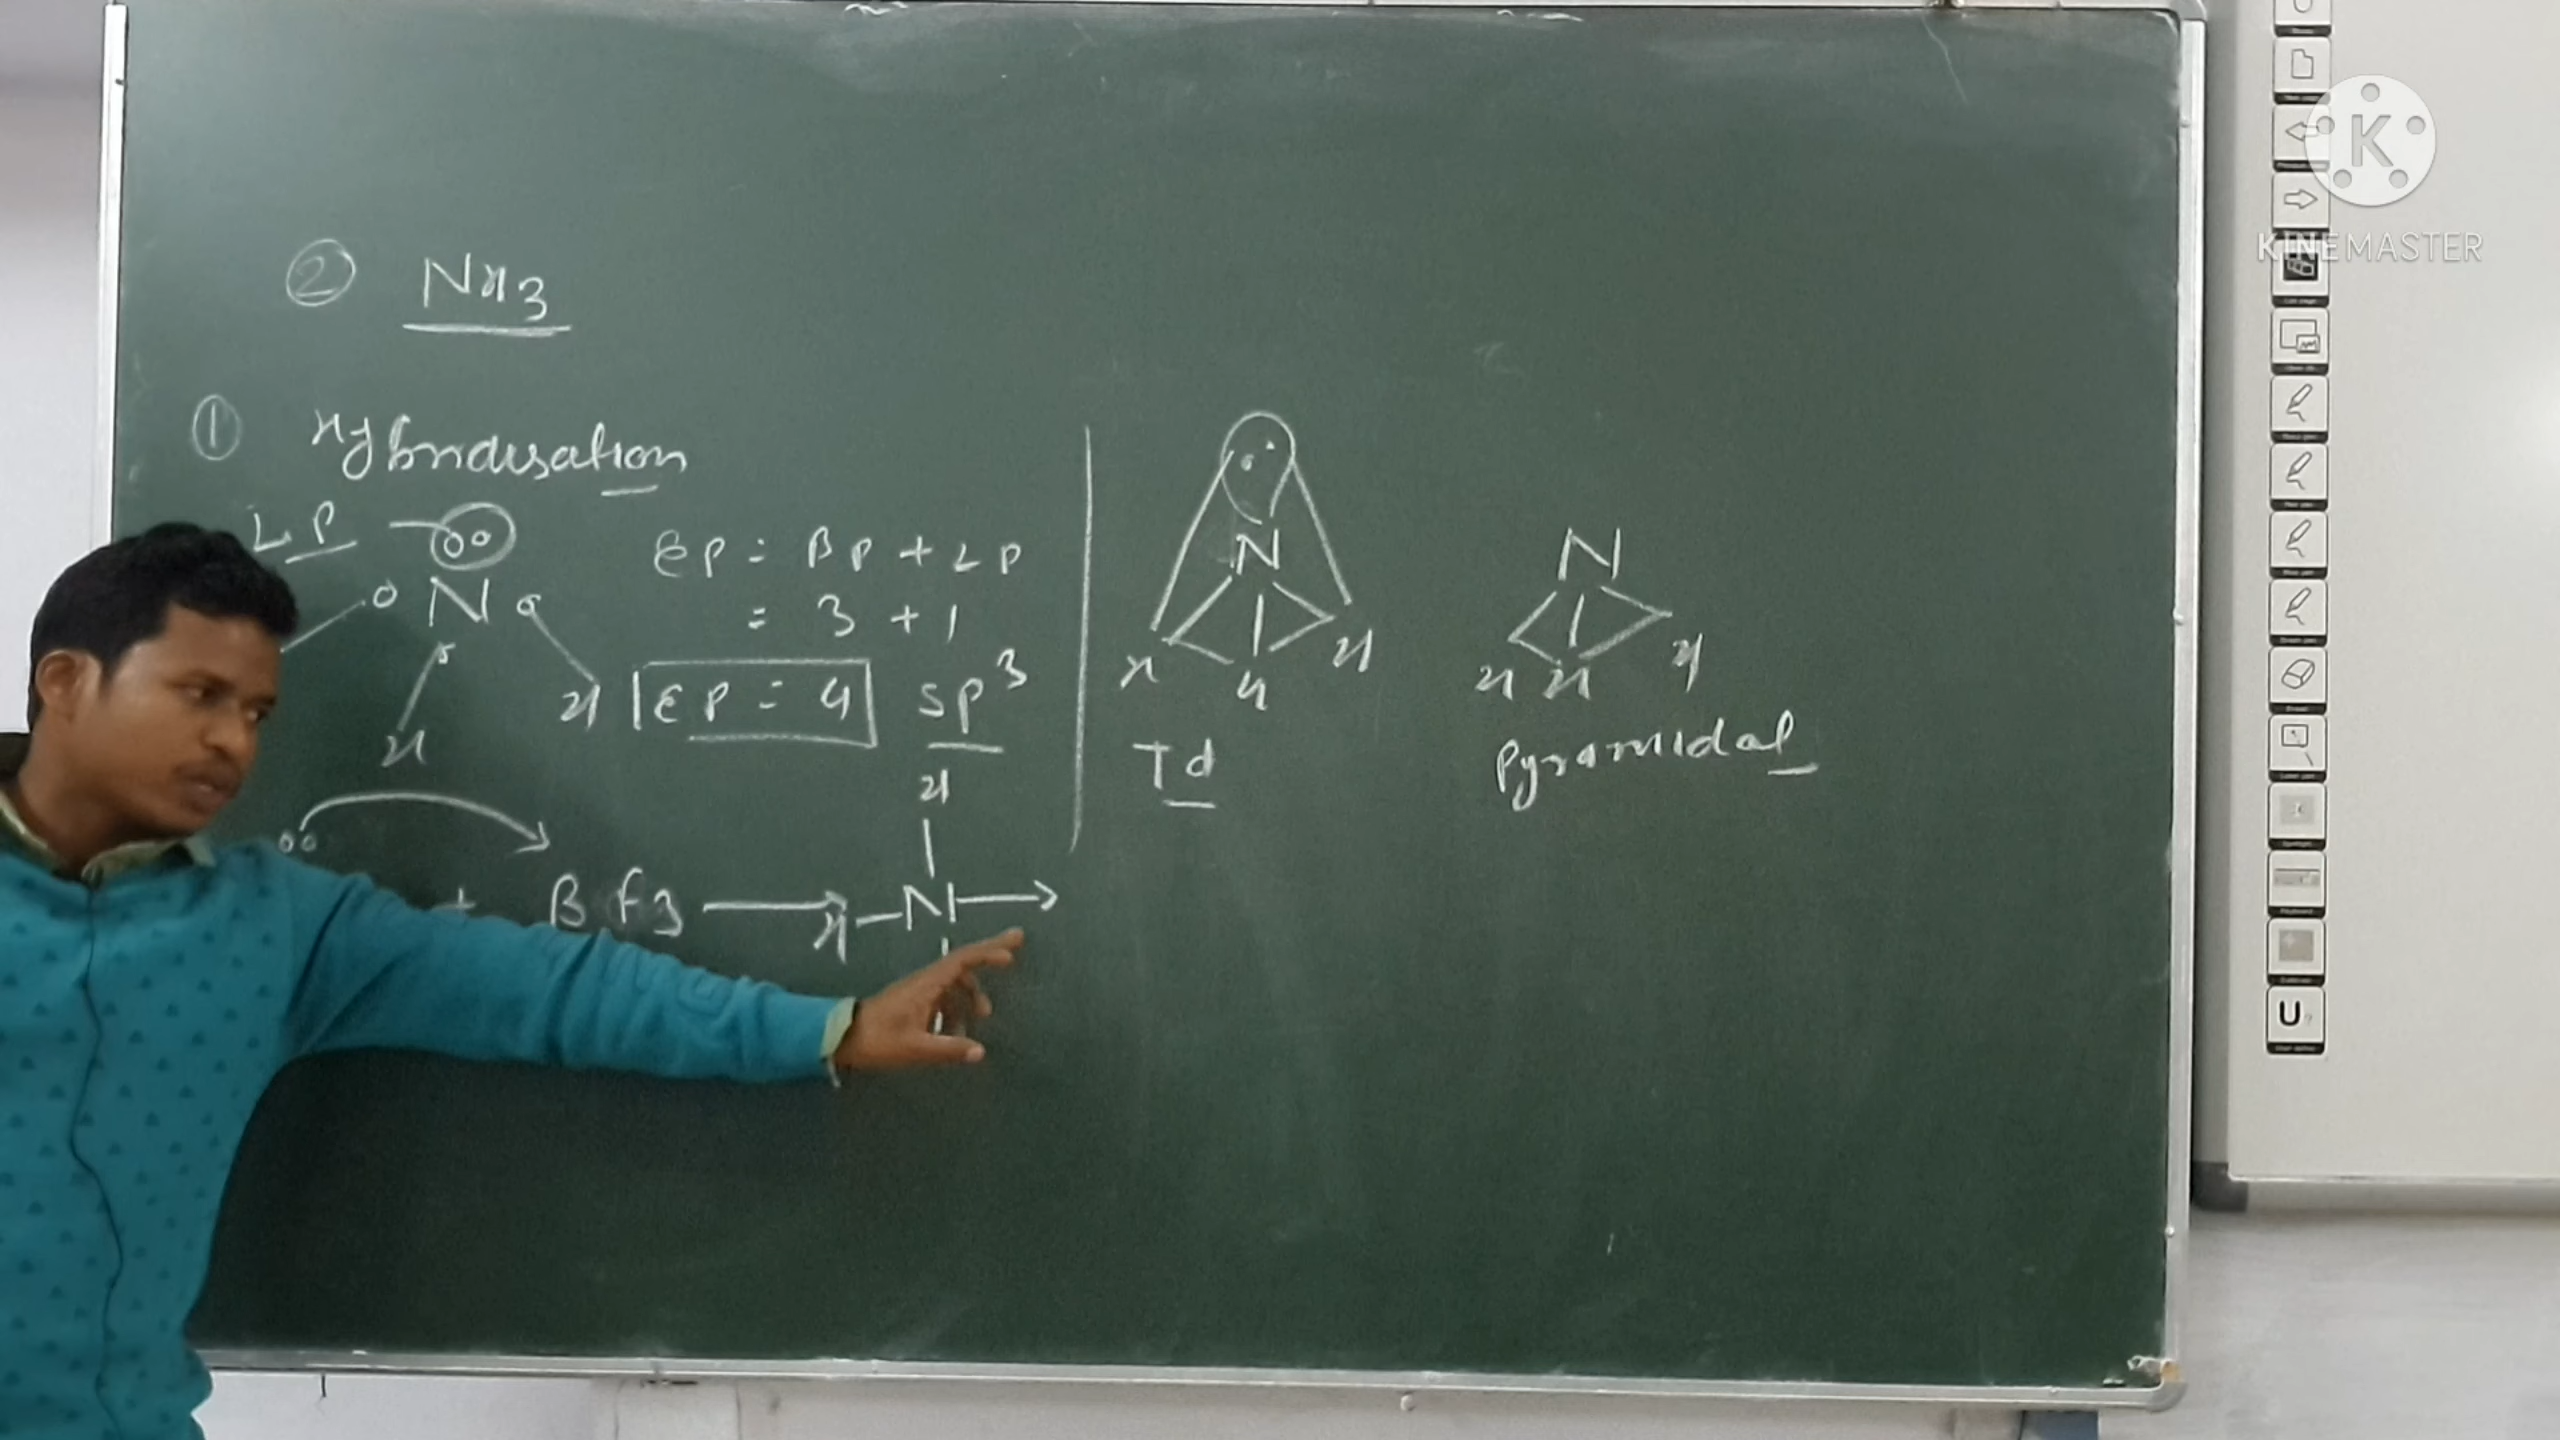 ② NH3
① Hybridisation
LP
N
H
H
EP = BP + LP
= 3 + 1
EP = 4 sp³
+ BF3 → H–N→
H
N
H H H
Td
N
H H H
Pyramidal
K
KINEMASTER
U